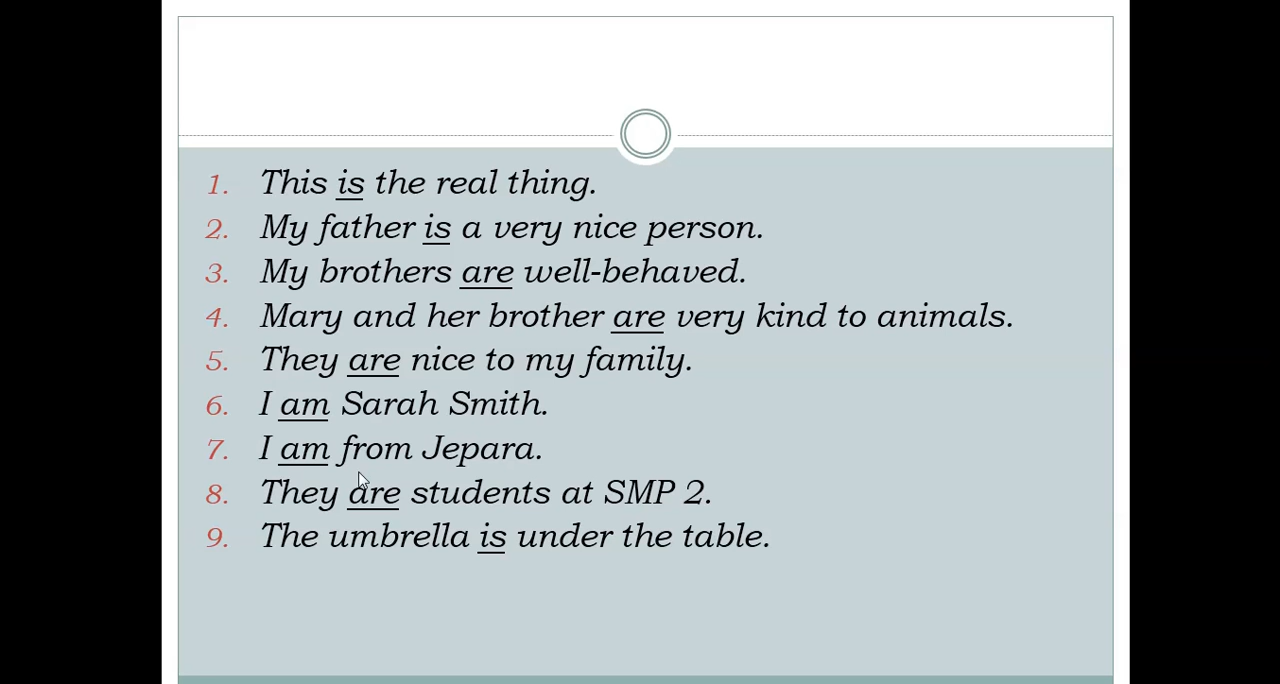 1. This is the real thing.
2. My father is a very nice person.
3. My brothers are well-behaved.
4. Mary and her brother are very kind to animals.
5. They are nice to my family.
6. I am Sarah Smith.
7. I am from Jepara.
8. They are students at SMP 2.
9. The umbrella is under the table.